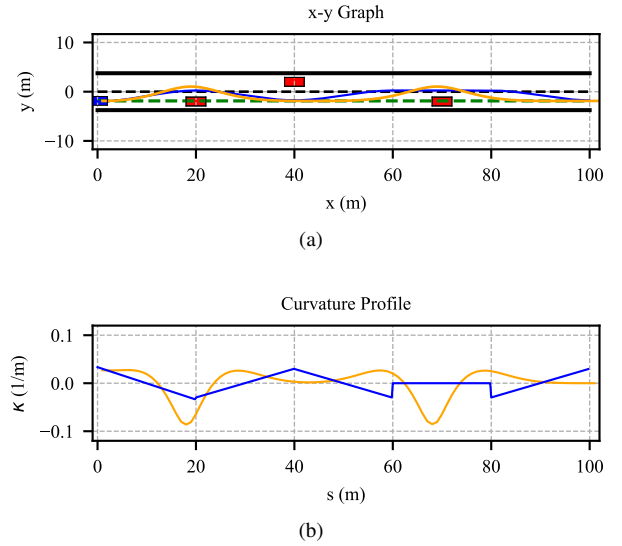 x-y Graph
10
0
−10
y (m)
0 20 40 60 80 100
x (m)
(a)
Curvature Profile
0.1
0.0
−0.1
κ (1/m)
0 20 40 60 80 100
s (m)
(b)